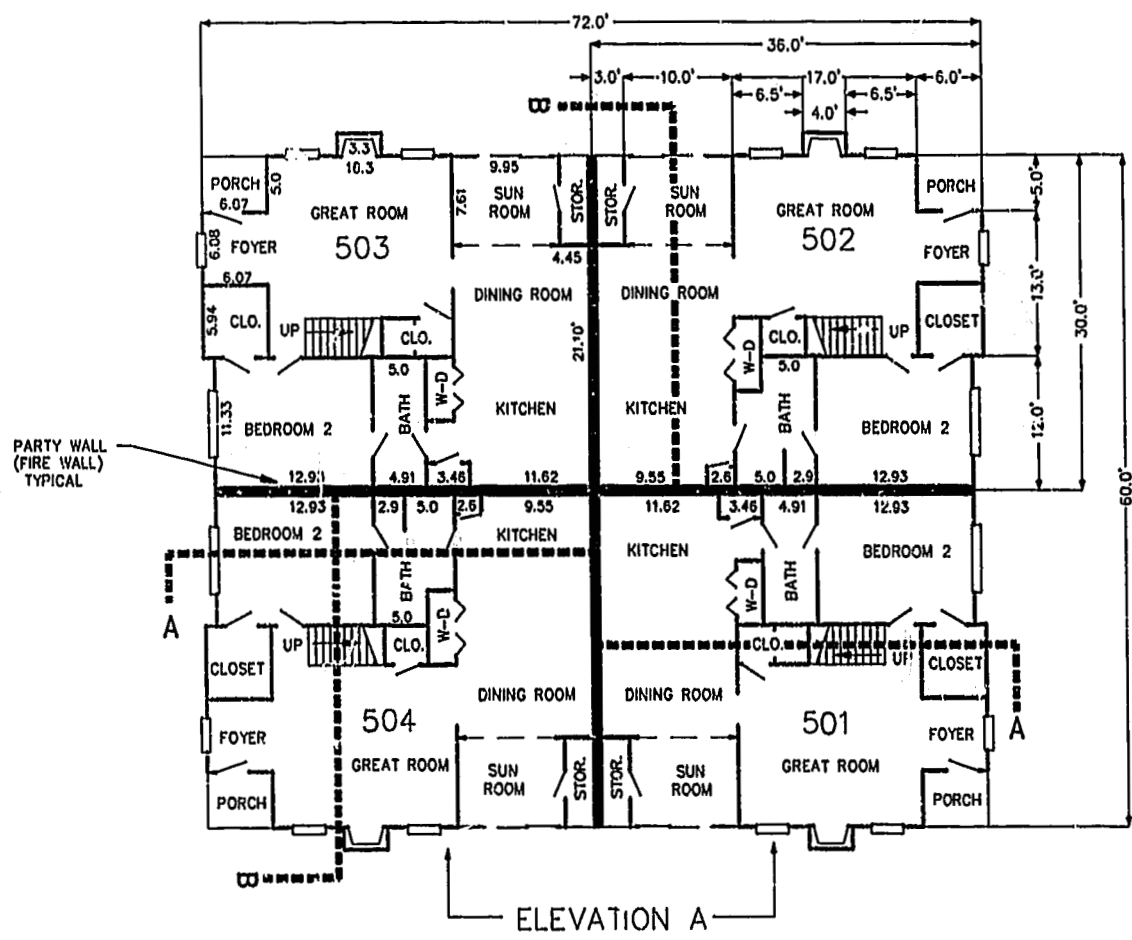 72.0'
36.0'
3.0' 10.0' 17.0' 6.0'
6.5' 6.5'
4.0'
B
3.3
10.3
9.95
PORCH
5.0
6.07
SUN
ROOM
7.61
STOR.
STOR.
SUN
ROOM
PORCH
5.0'
GREAT ROOM
503
GREAT ROOM
502
FOYER
6.08
6.07
4.45
FOYER
DINING ROOM
DINING ROOM
13.0'
30.0'
5.94
CLO.
UP
CLO.
21.10
CLO.
UP
CLOSET
5.0
W-D
W-D
5.0
11.33
BEDROOM 2
BATH
KITCHEN
KITCHEN
BATH
BEDROOM 2
12.0'
60.0'
PARTY WALL
(FIRE WALL)
TYPICAL
12.93 4.91 3.46 11.62 9.55 2.6 5.0 2.9 12.93
12.93 2.9 5.0 2.6 9.55 11.62 3.46 4.91 12.93
BEDROOM 2
KITCHEN
KITCHEN
BEDROOM 2
A
BATH
5.0
W-D
W-D
BATH
UP
CLO.
CLO.
UP
CLOSET
CLOSET
DINING ROOM
DINING ROOM
A
504
501
FOYER
FOYER
GREAT ROOM
GREAT ROOM
SUN
ROOM
STOR.
STOR.
SUN
ROOM
PORCH
PORCH
B
ELEVATION A